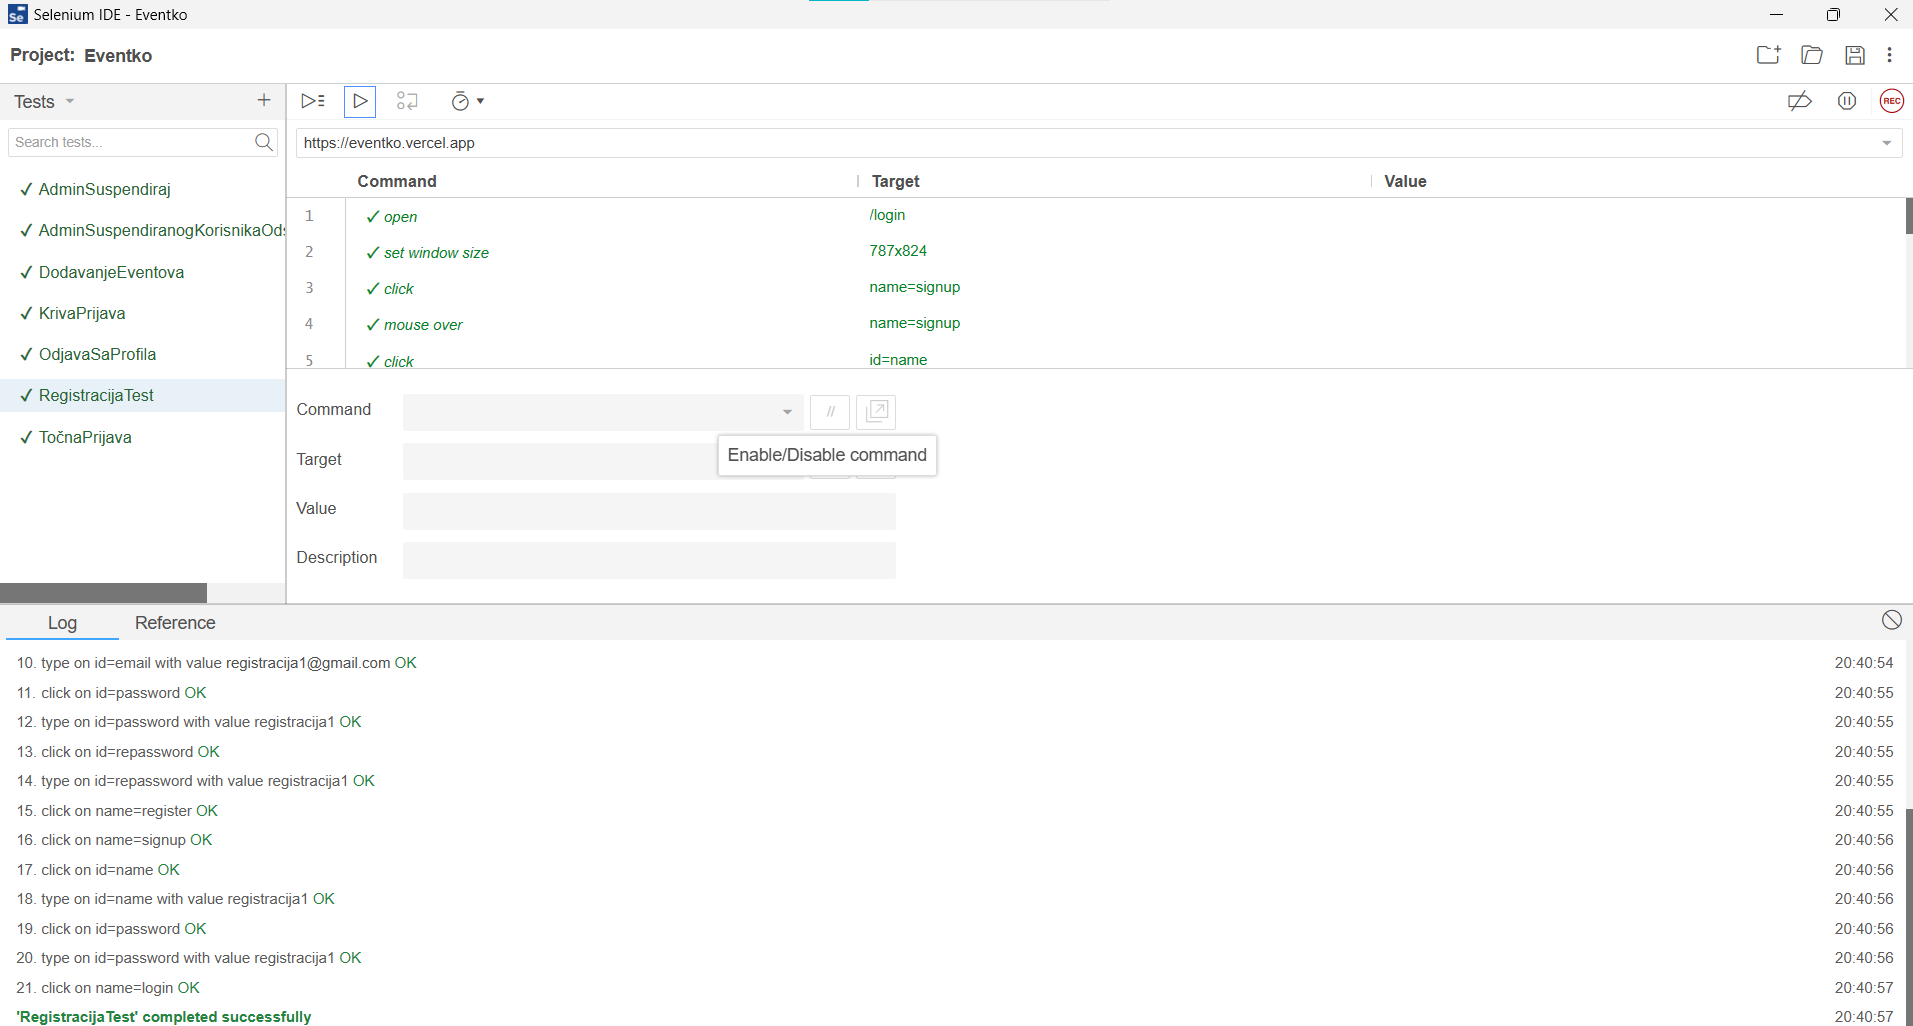 Selenium IDE - Eventko
Project: Eventko
Tests
Search tests...
✓ AdminSuspendiraj
✓ AdminSuspendiranogKorisnikaOds
✓ DodavanjeEventova
✓ KrivaPrijava
✓ OdjavaSaProfila
✓ RegistracijaTest
✓ TočnaPrijava
REC
https://eventko.vercel.app
Command Target Value
1 ✓ open /login
2 ✓ set window size 787x824
3 ✓ click name=signup
4 ✓ mouse over name=signup
5 ✓ click id=name
Command //
Enable/Disable command
Target
Value
Description
Log Reference
10. type on id=email with value registracija1@gmail.com OK 20:40:54
11. click on id=password OK 20:40:55
12. type on id=password with value registracija1 OK 20:40:55
13. click on id=repassword OK 20:40:55
14. type on id=repassword with value registracija1 OK 20:40:55
15. click on name=register OK 20:40:55
16. click on name=signup OK 20:40:56
17. click on id=name OK 20:40:56
18. type on id=name with value registracija1 OK 20:40:56
19. click on id=password OK 20:40:56
20. type on id=password with value registracija1 OK 20:40:56
21. click on name=login OK 20:40:57
'RegistracijaTest' completed successfully 20:40:57